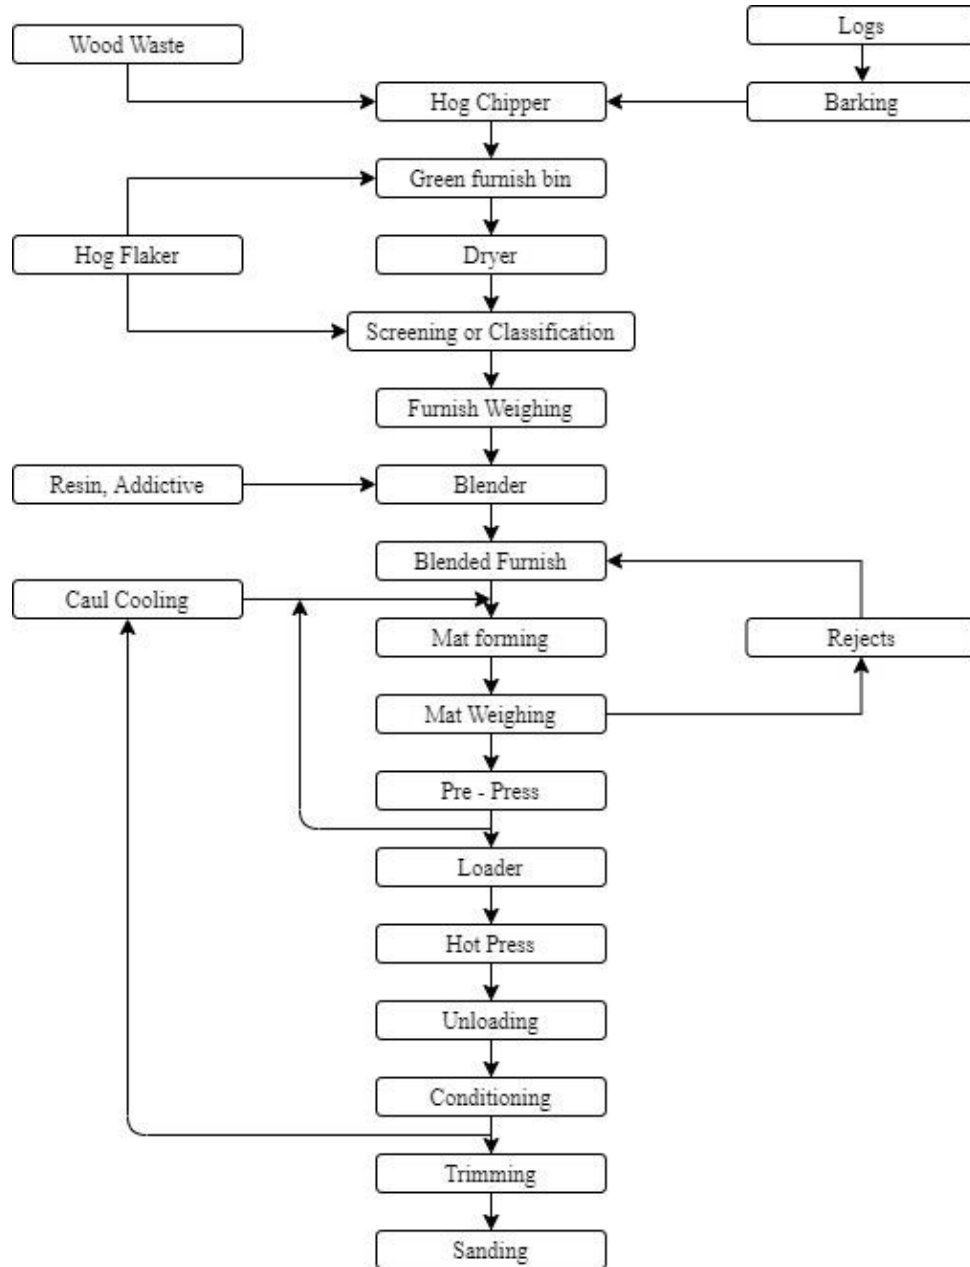 Logs
Wood Waste
Hog Chipper
Barking
Green furnish bin
Hog Flaker
Dryer
Screening or Classification
Furnish Weighing
Resin, Addictive
Blender
Blended Furnish
Caul Cooling
Mat forming
Rejects
Mat Weighing
Pre - Press
Loader
Hot Press
Unloading
Conditioning
Trimming
Sanding